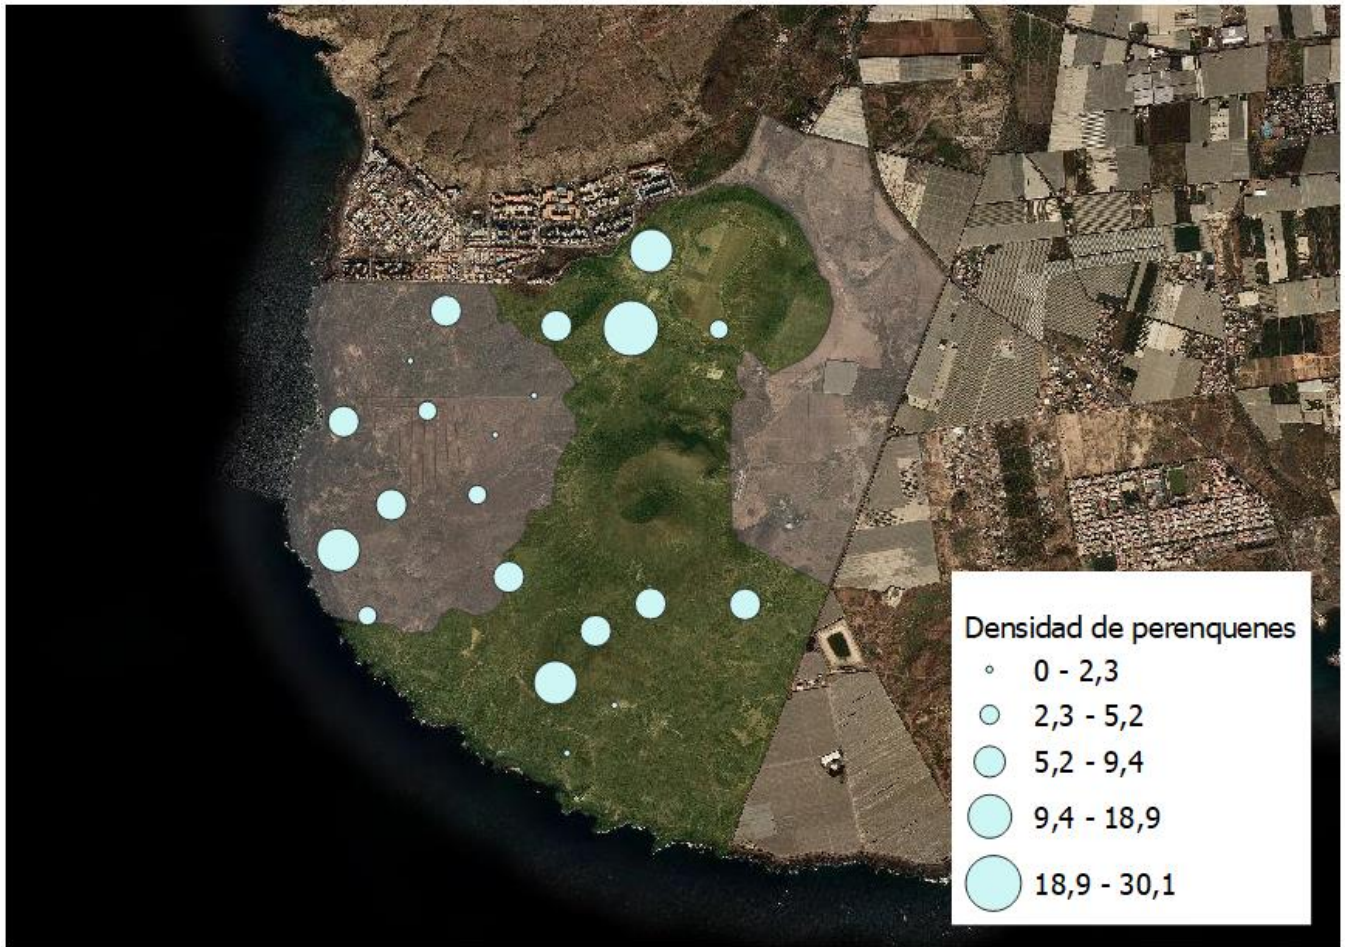 Densidad de perenquenes
0 - 2,3
2,3 - 5,2
5,2 - 9,4
9,4 - 18,9
18,9 - 30,1